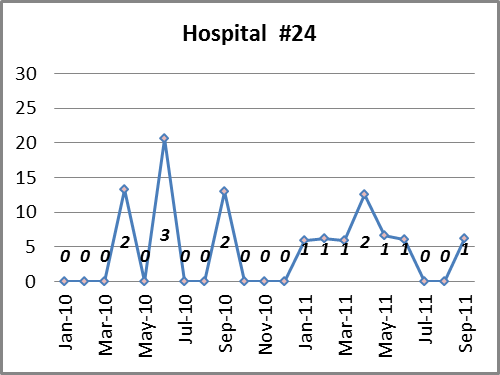 Hospital #24
30
25
20
15
10
5
0
0 0 0 2 0 3 0 0 2 0 0 0 1 1 1 2 1 1 0 0 1
Jan-10 Mar-10 May-10 Jul-10 Sep-10 Nov-10 Jan-11 Mar-11 May-11 Jul-11 Sep-11